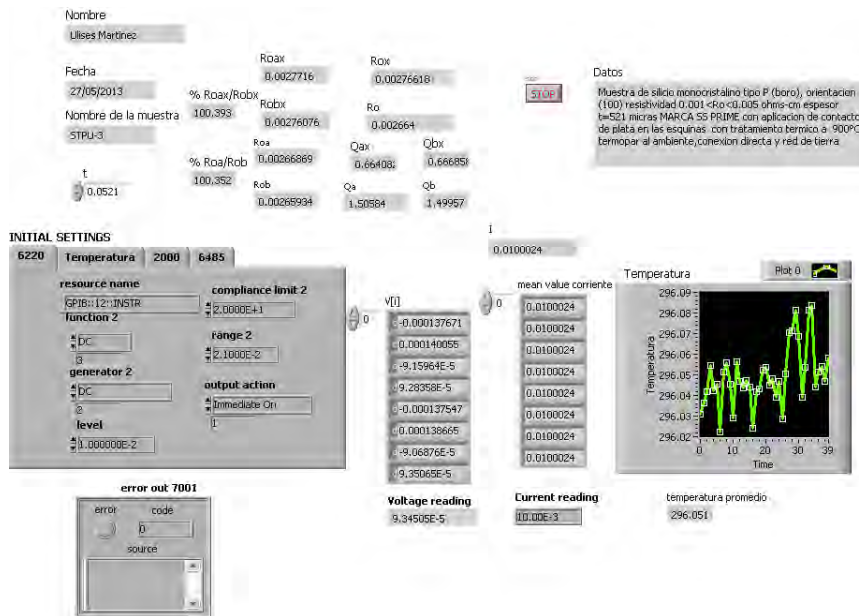 Nombre
Ulises Martinez
Fecha
27/05/2013
Nombre de la muestra
STPU-3
t
0.0521
% Roax/Robx
100.393
% Roa/Rob
100.352
Roax
0.0027716
Robx
0.00276076
Roa
0.00266869
Rob
0.00265934
Rox
0.00276618
Ro
0.002664
Qax
0.66408
Qbx
0.66685
Qa
1.50584
Qb
1.49957
STOP
Datos
Muestra de silicio monocristalino tipo P (boro), orientacion
(100) resistividad 0.001<Ro<0.005 ohms-cm espesor
t=521 micras MARCA SS PRIME con aplicacion de contacto
de plata en las esquinas con tratamiento termico a 900ºC
termopar al ambiente,conexion directa y red de tierra
I
0.0100024
INITIAL SETTINGS
6220 Temperatura 2000 6485
resource name
GPIB::12::INSTR
function 2
DC
3
generator 2
DC
2
level
1.000000E-2
compliance limit 2
2.0000E+1
range 2
2.1000E-2
output action
Immediate On
1
V[i]
0
-0.000137671
0.000140055
-9.15964E-5
9.28358E-5
-0.000137547
0.000138665
-9.06876E-5
9.35065E-5
Voltage reading
9.34505E-5
mean value corriente
0
0.0100024
0.0100024
0.0100024
0.0100024
0.0100024
0.0100024
0.0100024
0.0100024
Current reading
10.00E-3
Temperatura
Plot 0
296.09
296.08
296.06
296.05
296.04
296.03
296.02
Temperatura
0 10 20 30 39
Time
temperatura promedio
296.051
error out 7001
error code
0
source